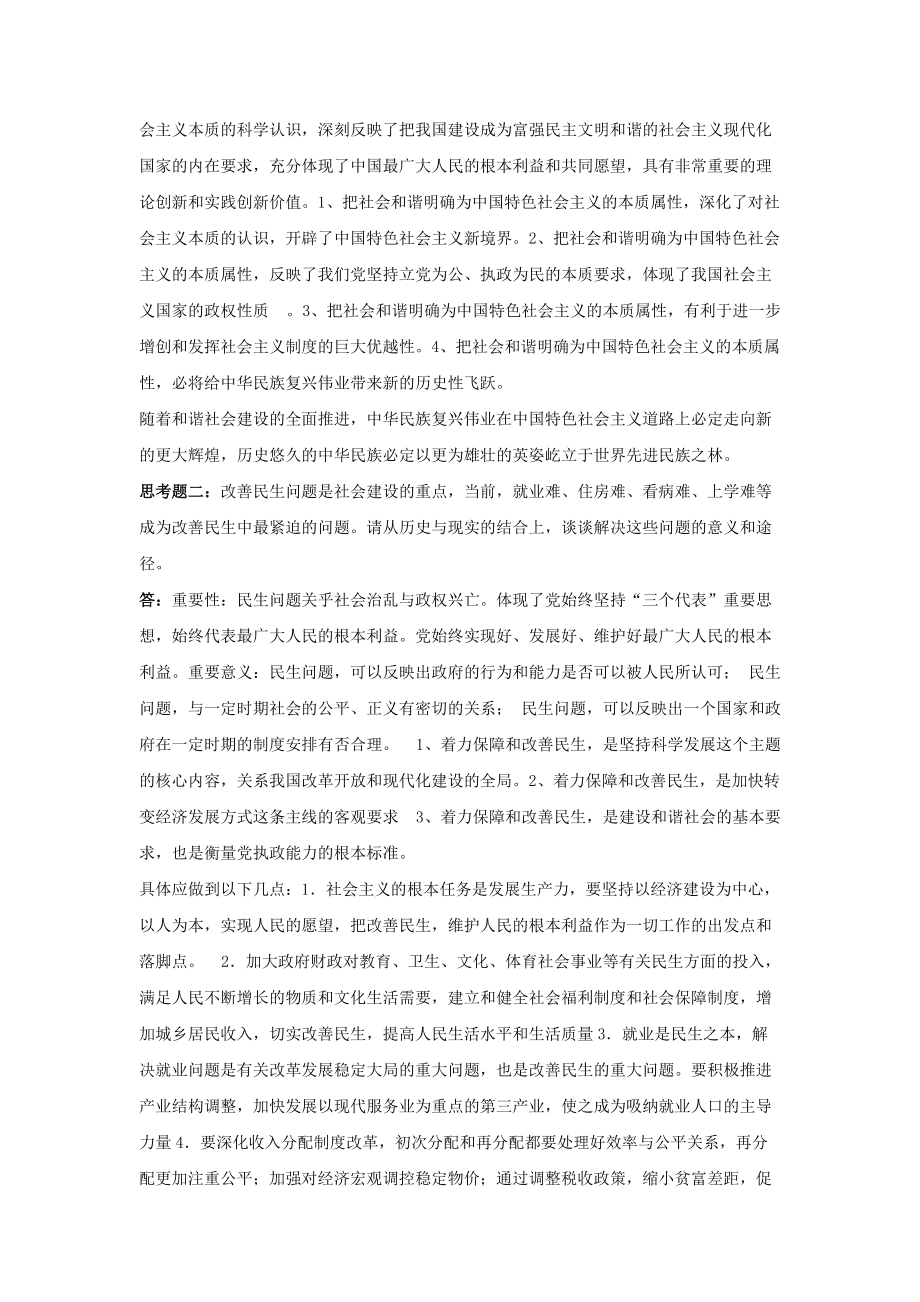 会主义本质的科学认识，深刻反映了把我国建设成为富强民主文明和谐的社会主义现代化
国家的内在要求，充分体现了中国最广大人民的根本利益和共同愿望，具有非常重要的理
论创新和实践创新价值。1、把社会和谐明确为中国特色社会主义的本质属性，深化了对社
会主义本质的认识，开辟了中国特色社会主义新境界。2、把社会和谐明确为中国特色社会
主义的本质属性，反映了我们党坚持立党为公、执政为民的本质要求，体现了我国社会主
义国家的政权性质　。3、把社会和谐明确为中国特色社会主义的本质属性，有利于进一步
增创和发挥社会主义制度的巨大优越性。4、把社会和谐明确为中国特色社会主义的本质属
性，必将给中华民族复兴伟业带来新的历史性飞跃。
随着和谐社会建设的全面推进，中华民族复兴伟业在中国特色社会主义道路上必定走向新
的更大辉煌，历史悠久的中华民族必定以更为雄壮的英姿屹立于世界先进民族之林。
思考题二：改善民生问题是社会建设的重点，当前，就业难、住房难、看病难、上学难等
成为改善民生中最紧迫的问题。请从历史与现实的结合上，谈谈解决这些问题的意义和途
径。
答：重要性：民生问题关乎社会治乱与政权兴亡。体现了党始终坚持“三个代表”重要思
想，始终代表最广大人民的根本利益。党始终实现好、发展好、维护好最广大人民的根本
利益。重要意义：民生问题，可以反映出政府的行为和能力是否可以被人民所认可； 民生
问题，与一定时期社会的公平、正义有密切的关系； 民生问题，可以反映出一个国家和政
府在一定时期的制度安排有否合理。　1、着力保障和改善民生，是坚持科学发展这个主题
的核心内容，关系我国改革开放和现代化建设的全局。2、着力保障和改善民生，是加快转
变经济发展方式这条主线的客观要求　3、着力保障和改善民生，是建设和谐社会的基本要
求，也是衡量党执政能力的根本标准。
具体应做到以下几点：1．社会主义的根本任务是发展生产力，要坚持以经济建设为中心，
以人为本，实现人民的愿望，把改善民生，维护人民的根本利益作为一切工作的出发点和
落脚点。　2．加大政府财政对教育、卫生、文化、体育社会事业等有关民生方面的投入，
满足人民不断增长的物质和文化生活需要，建立和健全社会福利制度和社会保障制度，增
加城乡居民收入，切实改善民生，提高人民生活水平和生活质量 3．就业是民生之本，解
决就业问题是有关改革发展稳定大局的重大问题，也是改善民生的重大问题。要积极推进
产业结构调整，加快发展以现代服务业为重点的第三产业，使之成为吸纳就业人口的主导
力量 4．要深化收入分配制度改革，初次分配和再分配都要处理好效率与公平关系，再分
配更加注重公平；加强对经济宏观调控稳定物价；通过调整税收政策，缩小贫富差距，促